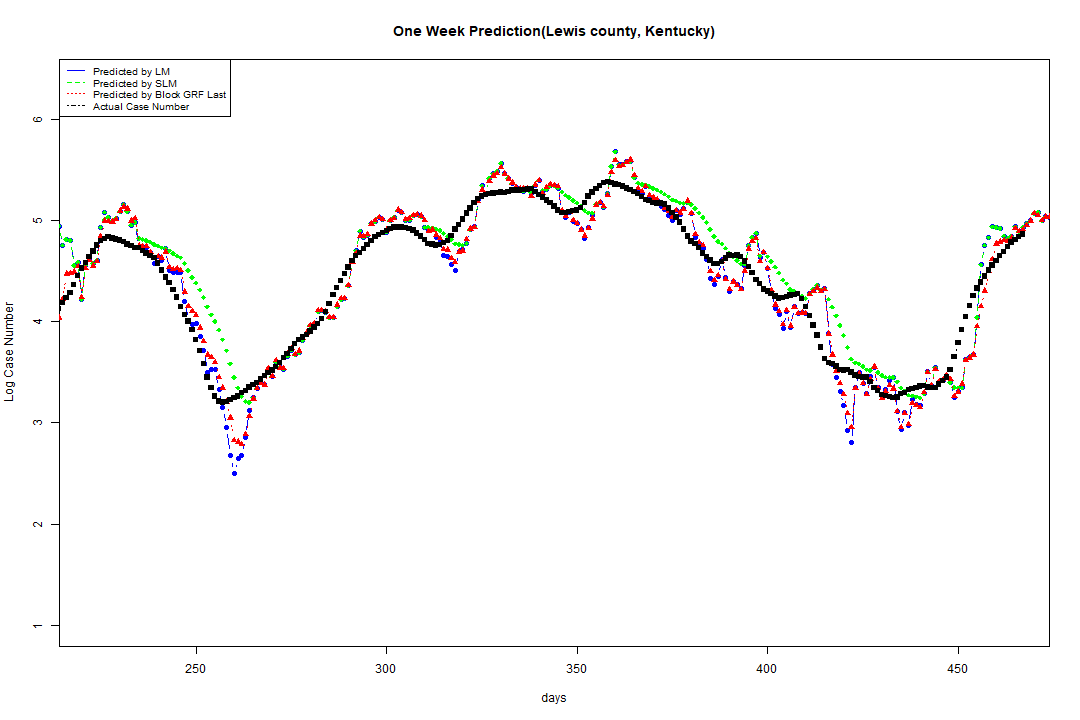 One Week Prediction(Lewis county, Kentucky)
Predicted by LM
Predicted by SLM
Predicted by Block GRF Last
Actual Case Number
6
5
4
3
2
1
Log Case Number
250 300 350 400 450
days